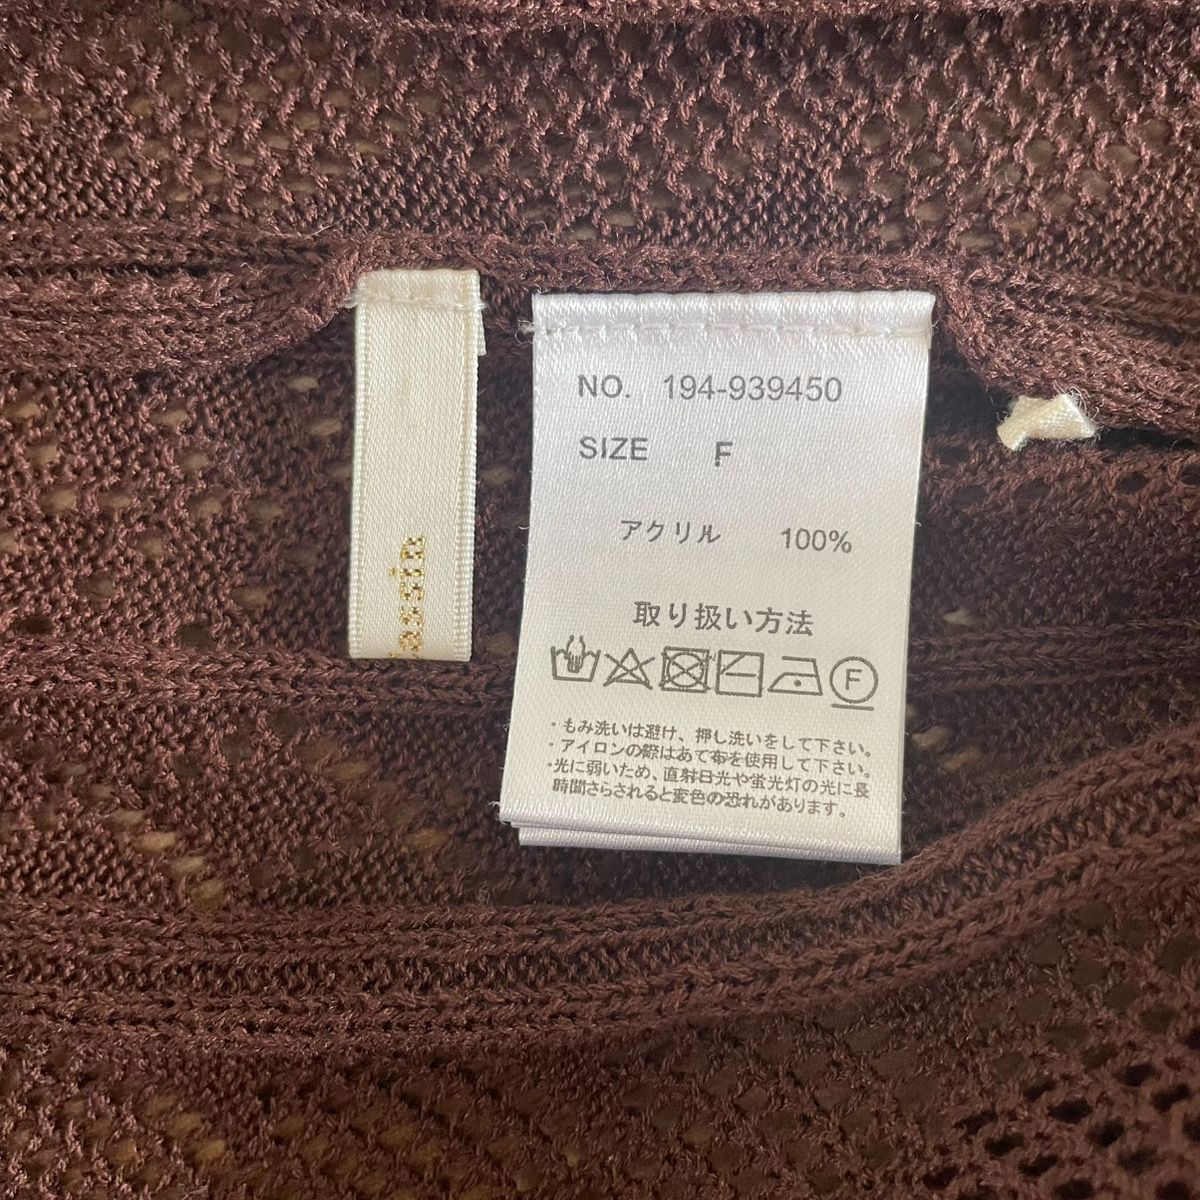 NO. 194-939450
SIZE F
アクリル 100%
取り扱い方法
F
・もみ洗いは避け、押し洗いをして下さい。
・アイロンの際はあて布を使用して下さい。
・光に弱いため、直射日光や蛍光灯の光に長
時間さらされると変色の恐れがあります。